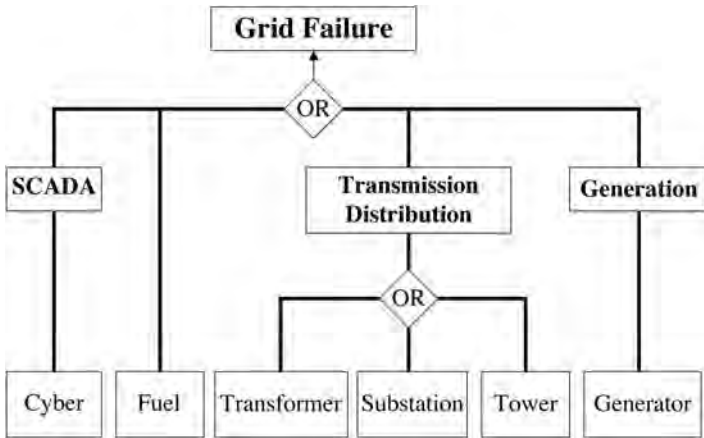 Grid Failure
OR
SCADA
Transmission
Distribution
Generation
OR
Cyber
Fuel
Transformer
Substation
Tower
Generator